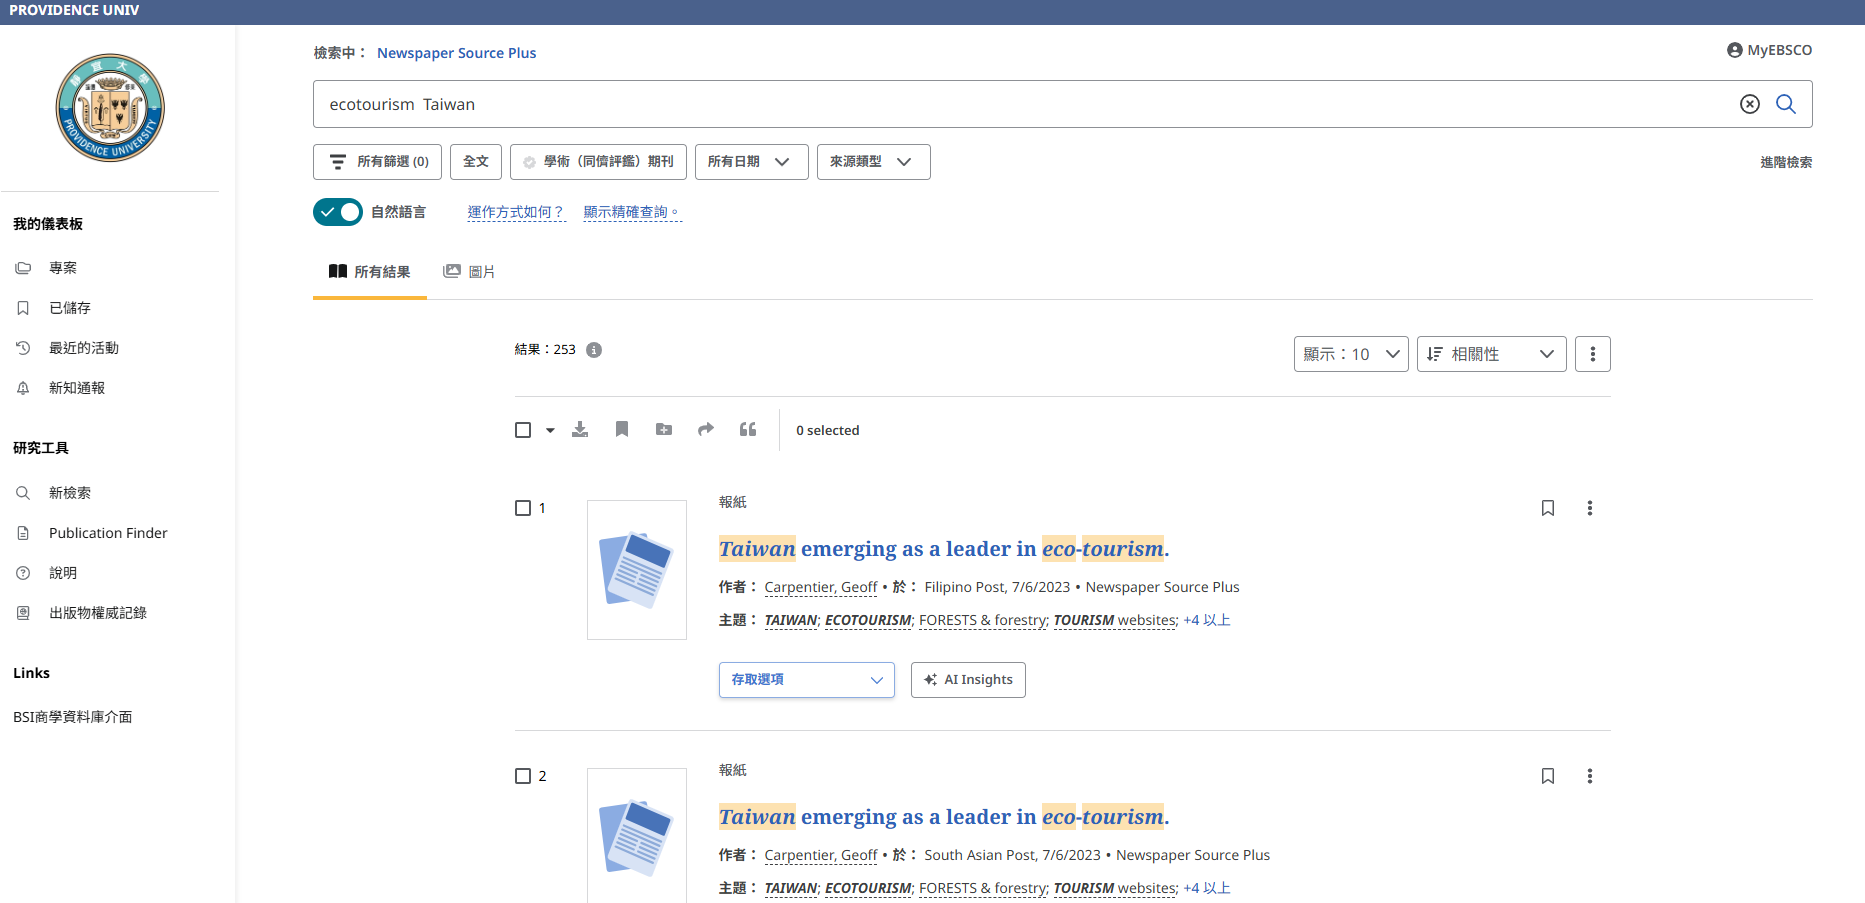 PROVIDENCE UNIV
靜宜大學
PROVIDENCE UNIVERSITY
我的儀表板
專案
已儲存
最近的活動
新知通報
研究工具
新檢索
Publication Finder
說明
出版物權威記錄
Links
BSI商學資料庫介面
檢索中： Newspaper Source Plus
MyEBSCO
ecotourism Taiwan
所有篩選 (0) 全文 學術（同儕評鑑）期刊 所有日期 來源類型
進階檢索
自然語言 運作方式如何？ 顯示精確查詢。
所有結果 圖片
結果：253
顯示：10 相關性
0 selected
1
報紙
Taiwan emerging as a leader in eco-tourism.
作者： Carpentier, Geoff • 於： Filipino Post, 7/6/2023 • Newspaper Source Plus
主題： TAIWAN; ECOTOURISM; FORESTS & forestry; TOURISM websites; +4 以上
存取選項 AI Insights
2
報紙
Taiwan emerging as a leader in eco-tourism.
作者： Carpentier, Geoff • 於： South Asian Post, 7/6/2023 • Newspaper Source Plus
主題： TAIWAN; ECOTOURISM; FORESTS & forestry; TOURISM websites; +4 以上